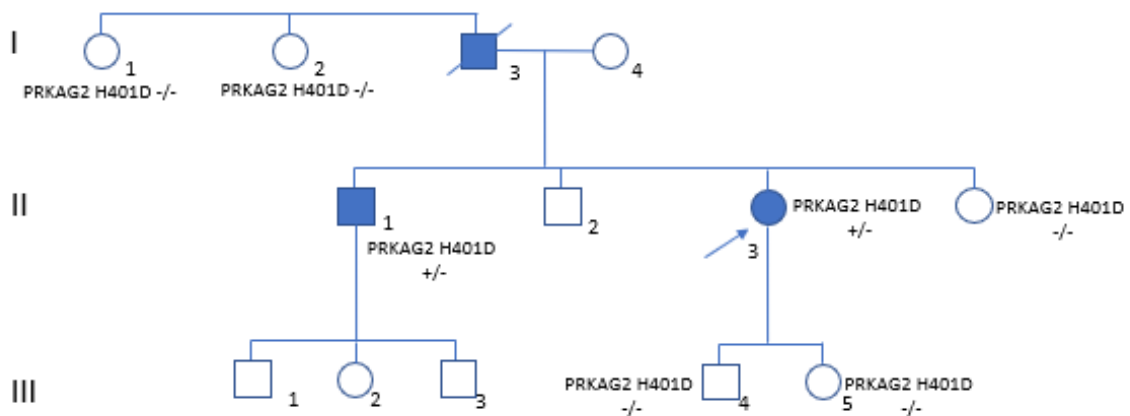 I
1
2
3
4
PRKAG2 H401D -/-
PRKAG2 H401D -/-
II
1
PRKAG2 H401D
+/-
2
3
PRKAG2 H401D
+/-
PRKAG2 H401D
-/-
III
1
2
3
PRKAG2 H401D
-/-
4
5
PRKAG2 H401D
-/-